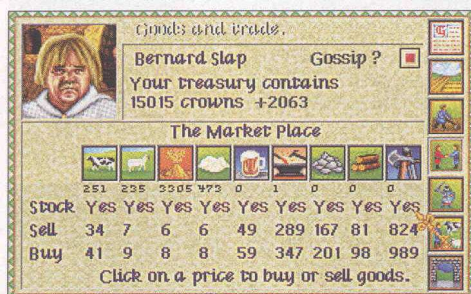 Goods and trade.
Bernard Slap Gossip ?
Your treasury contains
15015 crowns +2063
The Market Place
251 235 3305 473 0 1 0 0 0
Stock Yes Yes Yes Yes Yes Yes Yes Yes Yes
Sell 34 7 6 6 49 289 167 81 824
Buy 41 9 8 8 59 347 201 98 989
Click on a price to buy or sell goods.